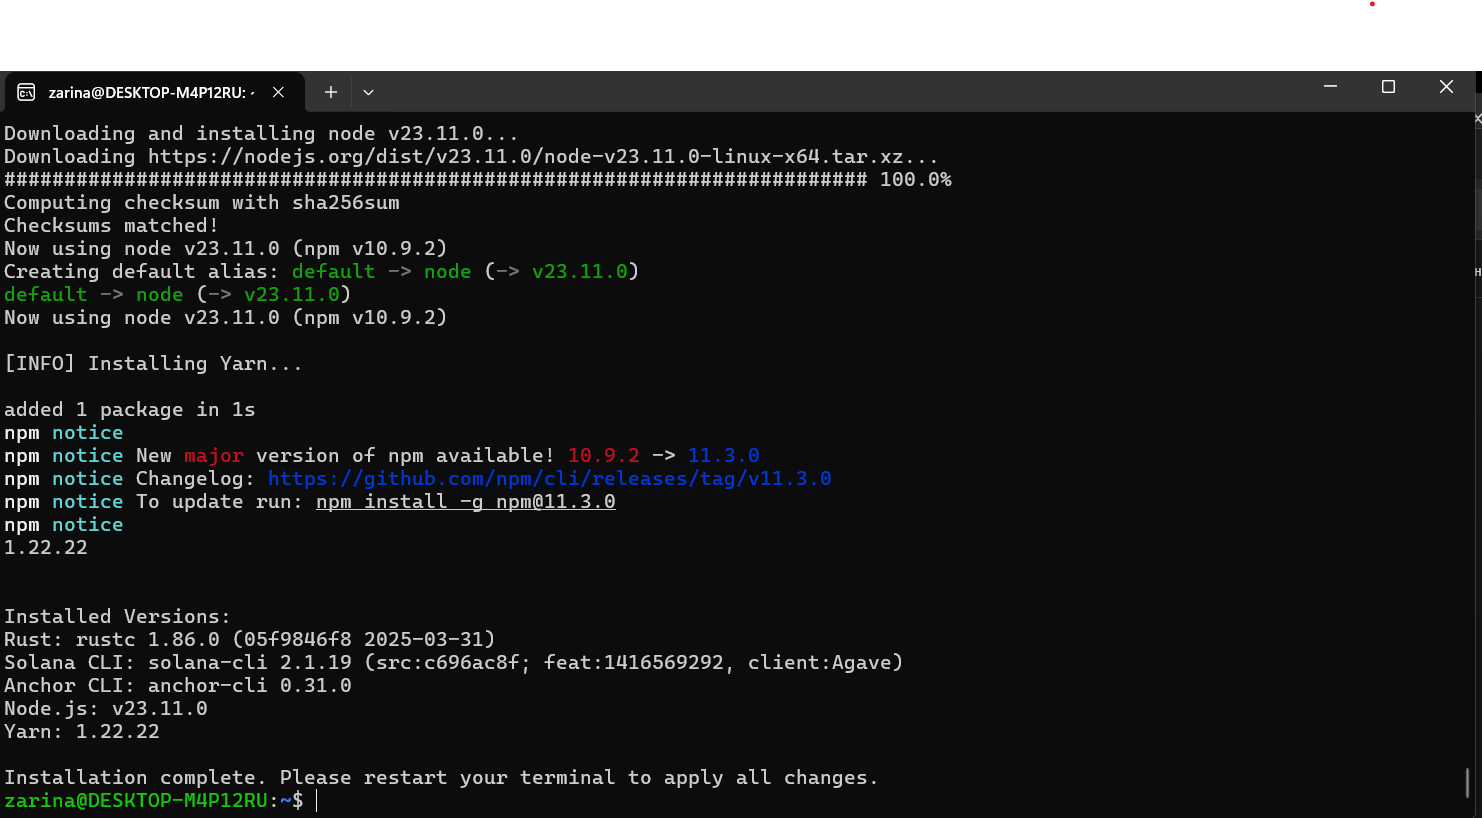 zarina@DESKTOP-M4P12RU: ~
Downloading and installing node v23.11.0...
Downloading https://nodejs.org/dist/v23.11.0/node-v23.11.0-linux-x64.tar.xz...
######################################################################## 100.0%
Computing checksum with sha256sum
Checksums matched!
Now using node v23.11.0 (npm v10.9.2)
Creating default alias: default -> node (-> v23.11.0)
default -> node (-> v23.11.0)
Now using node v23.11.0 (npm v10.9.2)
[INFO] Installing Yarn...
added 1 package in 1s
npm notice
npm notice New major version of npm available! 10.9.2 -> 11.3.0
npm notice Changelog: https://github.com/npm/cli/releases/tag/v11.3.0
npm notice To update run: npm install -g npm@11.3.0
npm notice
1.22.22
Installed Versions:
Rust: rustc 1.86.0 (05f9846f8 2025-03-31)
Solana CLI: solana-cli 2.1.19 (src:c696ac8f; feat:1416569292, client:Agave)
Anchor CLI: anchor-cli 0.31.0
Node.js: v23.11.0
Yarn: 1.22.22
Installation complete. Please restart your terminal to apply all changes.
zarina@DESKTOP-M4P12RU:~$